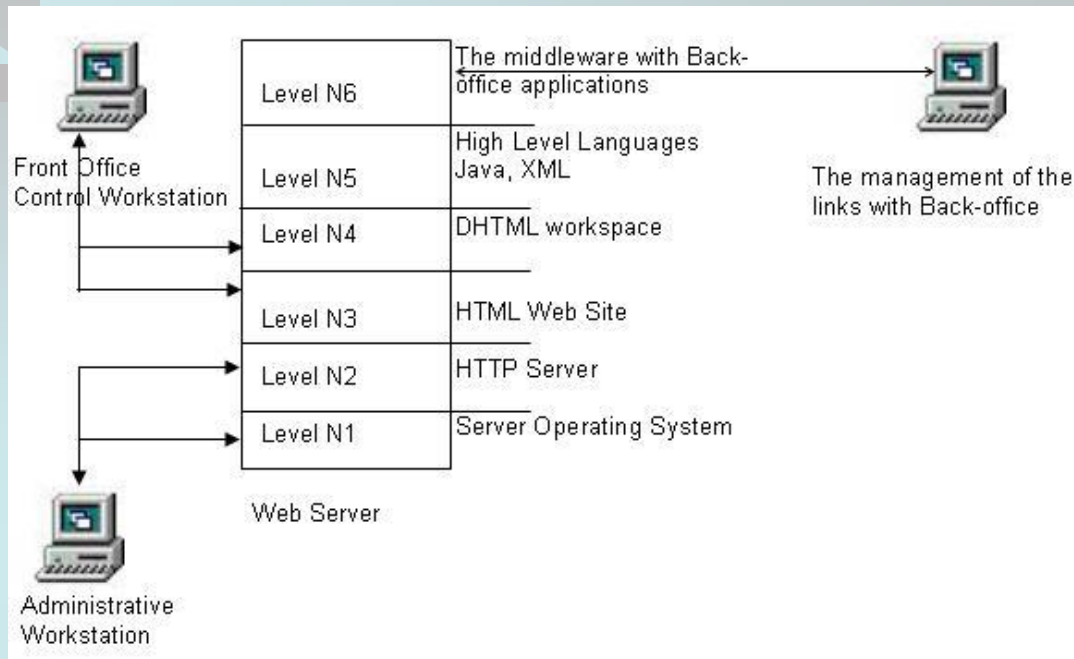 The middleware with Back-
office applications
Level N6
High Level Languages
Java, XML
Level N5
Front Office
Control Workstation
The management of the
links with Back-office
Level N4
DHTML workspace
Level N3
HTML Web Site
Level N2
HTTP Server
Level N1
Server Operating System
Web Server
Administrative
Workstation